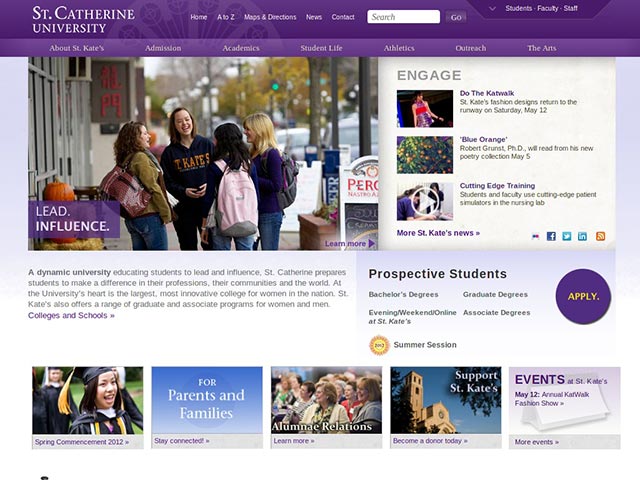 ST. CATHERINE
UNIVERSITY
Home A to Z Maps & Directions News Contact
Search
GO
Students · Faculty · Staff
About St. Kate's Admission Academics Student Life Athletics Outreach The Arts
ST. KATE'S
LEAD.
INFLUENCE.
Learn more
ENGAGE
Do The Katwalk
St. Kate's fashion designs return to the
runway on Saturday, May 12
'Blue Orange'
Robert Grunst, Ph.D., will read from his new
poetry collection May 5
Cutting Edge Training
Students and faculty use cutting-edge patient
simulators in the nursing lab
More St. Kate's news »
A dynamic university educating students to lead and influence, St. Catherine prepares
students to make a difference in their professions, their communities and the world. At
the University's heart is the largest, most innovative college for women in the nation. St.
Kate's also offers a range of graduate and associate programs for women and men.
Colleges and Schools »
Prospective Students
Bachelor's Degrees Graduate Degrees
Evening/Weekend/Online Associate Degrees
at St. Kate's
2012 Summer Session
APPLY.
Spring Commencement 2012 »
FOR
Parents and
Families
Stay connected! »
Alumnae Relations
Learn more »
Support
St. Kate's
Become a donor today »
EVENTS at St. Kate's
May 12: Annual KatWalk
Fashion Show »
More events »